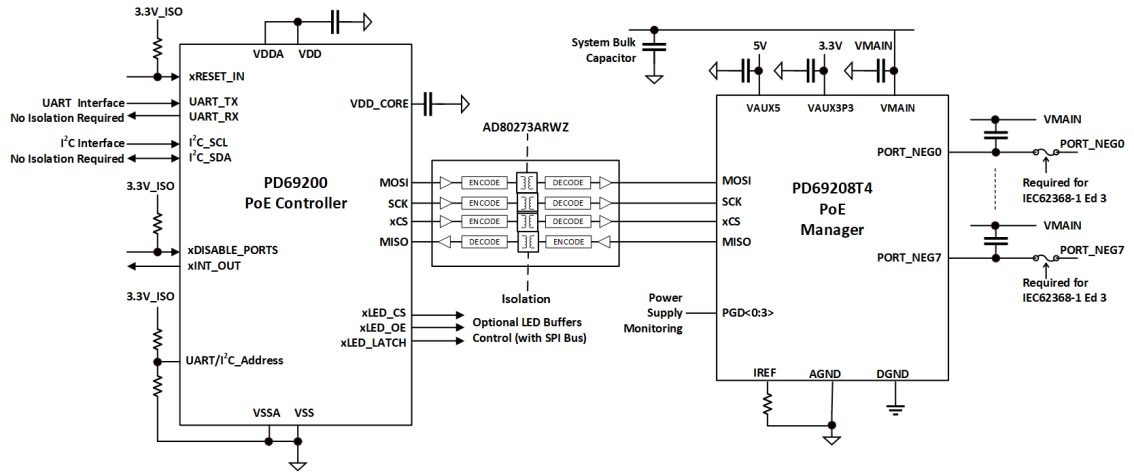 3.3V_ISO
VDDA
VDD
xRESET_IN
UART Interface
No Isolation Required
UART_TX
UART_RX
I2C Interface
No Isolation Required
I2C_SCL
I2C_SDA
3.3V_ISO
PD69200
PoE Controller
VDD_CORE
MOSI
SCK
xCS
MISO
xDISABLE_PORTS
xINT_OUT
3.3V_ISO
UART/I2C_Address
xLED_CS
xLED_OE
xLED_LATCH
VSSA
VSS
AD80273ARWZ
ENCODE
DECODE
ENCODE
DECODE
ENCODE
DECODE
DECODE
ENCODE
Isolation
Optional LED Buffers
Control (with SPI Bus)
System Bulk
Capacitor
5V
3.3V
VMAIN
VAUX5
VAUX3P3
VMAIN
MOSI
SCK
xCS
MISO
PD69208T4
PoE
Manager
Power
Supply
Monitoring
PGD<0:3>
IREF
AGND
DGND
VMAIN
PORT_NEG0
PORT_NEG0
Required for
IEC62368-1 Ed 3
VMAIN
PORT_NEG7
PORT_NEG7
Required for
IEC62368-1 Ed 3